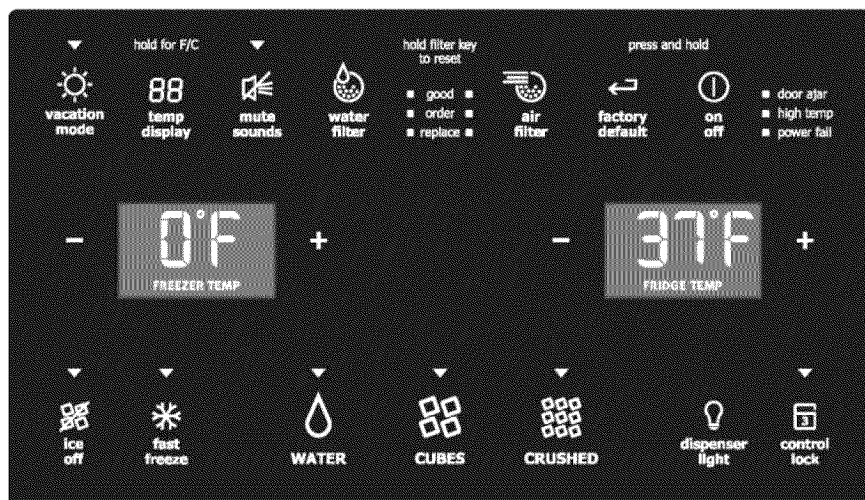 hold for F/C
hold filter key
to reset
press and hold
vacation
mode
88
temp
display
mute
sounds
water
filter
good
order
replace
air
filter
factory
default
on
off
door ajar
high temp
power fail
- 0°F +
FREEZER TEMP
- 37°F +
FRIDGE TEMP
ice
off
fast
freeze
WATER
CUBES
CRUSHED
dispenser
light
3
control
lock